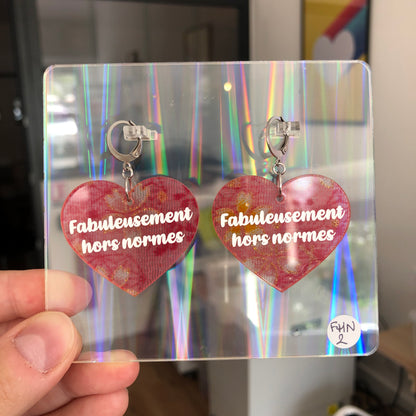 Fabuleusement
hors normes
Fabuleusement
hors normes
FHN
2